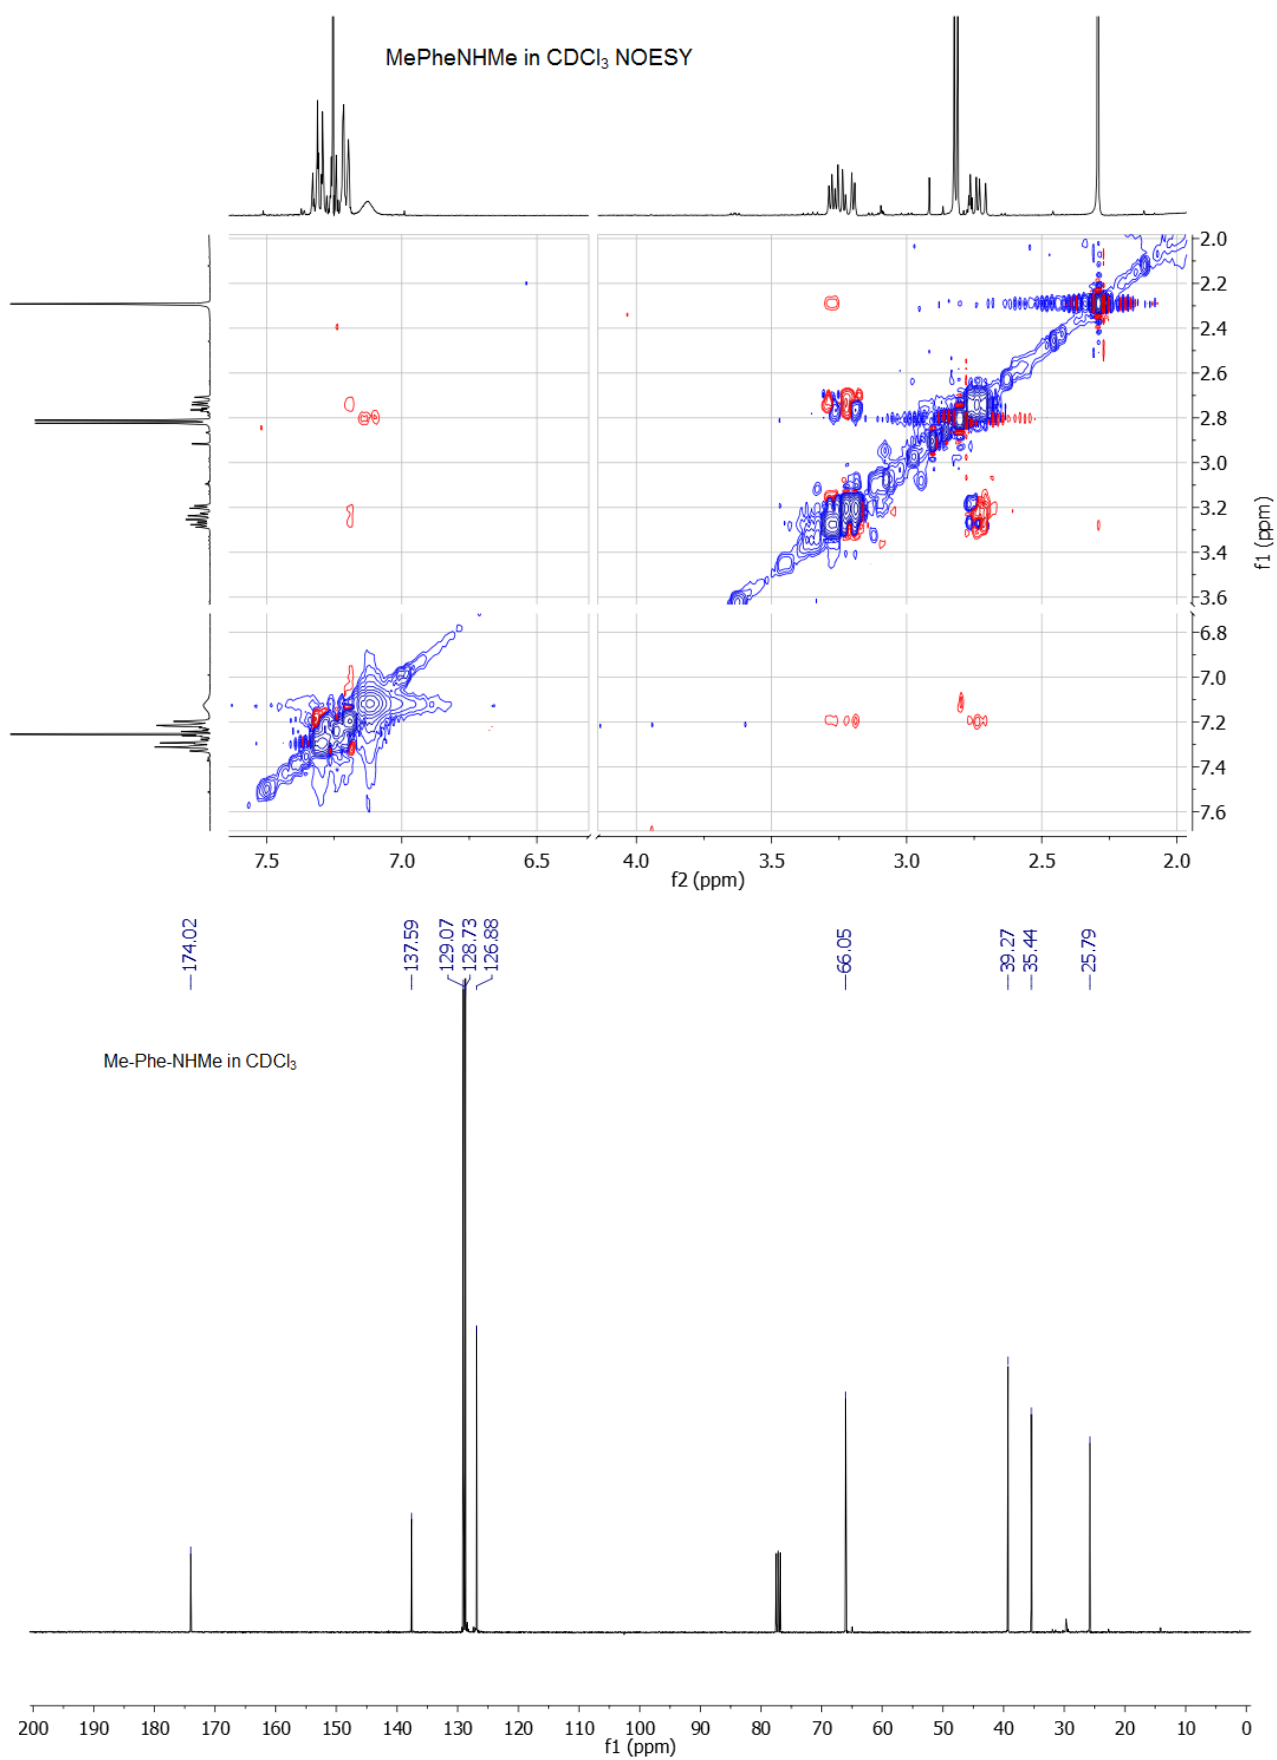 MePheNHMe in CDCl₃ NOESY
2.0
2.2
2.4
2.6
2.8
3.0
3.2
3.4
3.6
6.8
7.0
7.2
7.4
7.6
f1 (ppm)
7.5 7.0 6.5 4.0 3.5 3.0 2.5 2.0
f2 (ppm)
174.02 137.59 129.07 128.73 126.88 66.05 39.27 35.44 25.79
Me-Phe-NHMe in CDCl₃
200 190 180 170 160 150 140 130 120 110 100 90 80 70 60 50 40 30 20 10 0
f1 (ppm)